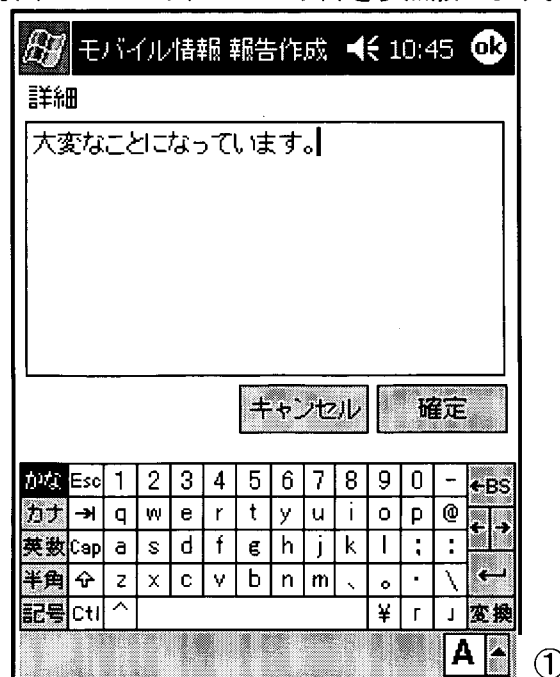 モバイル情報 報告作成 10:45 ok
詳細
大変なことになっています。
キャンセル 確定
かな Esc 1 2 3 4 5 6 7 8 9 0 - ←BS
カナ →| q w e r t y u i o p @ ← →
英数 Cap a s d f g h j k l ; : 
半角 ⇧ z x c v b n m 、 。 ・ \ ↵
記号 Ctl ^ ¥ 「 」 変換
A ▲
①